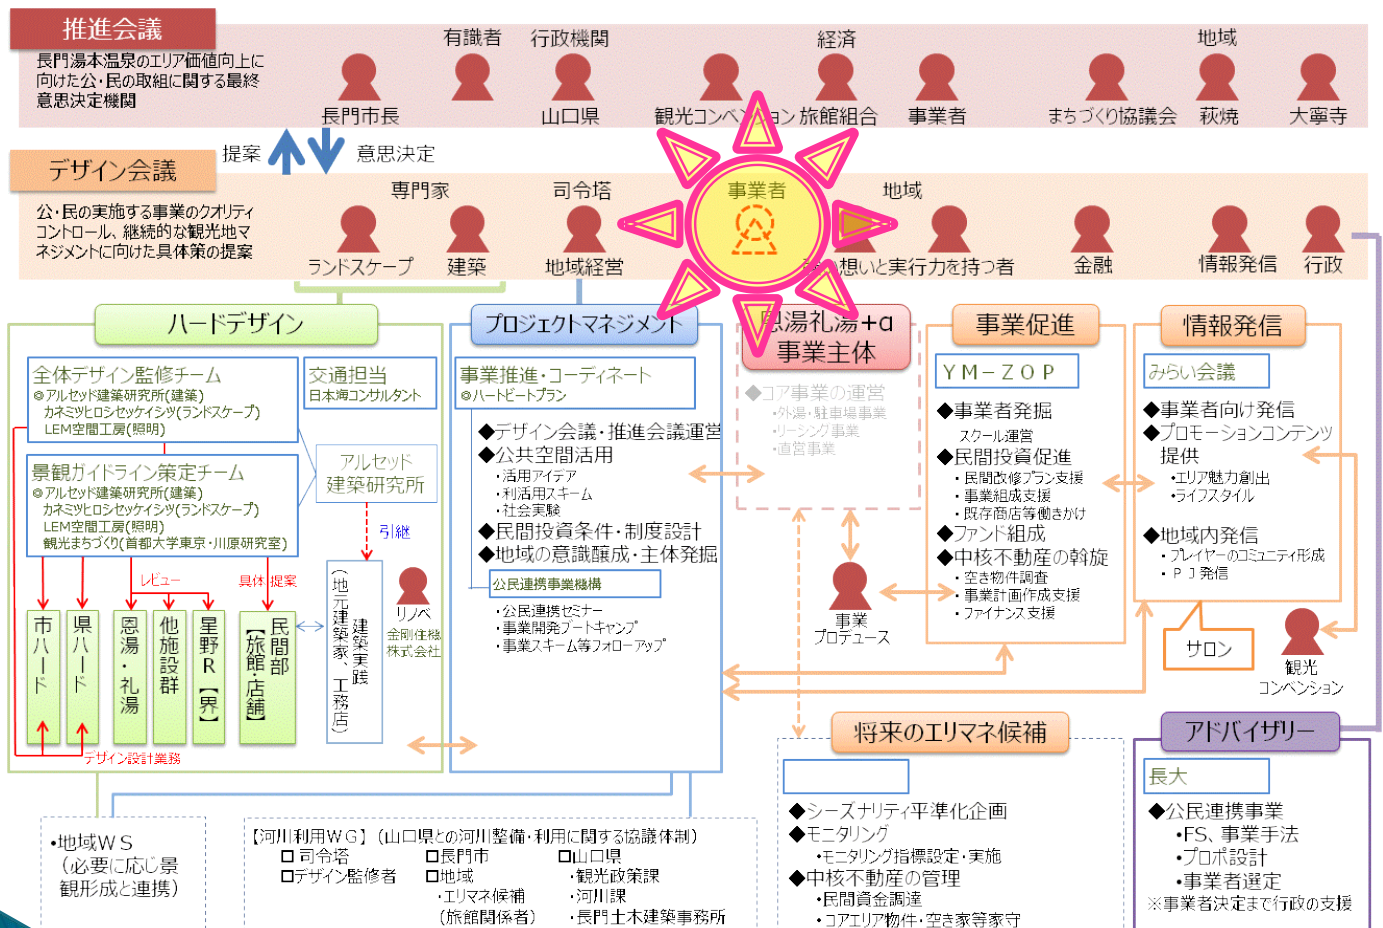 推進会議
長門湯本温泉のエリア価値向上に
向けた公・民の取組に関する最終
意思決定機関
有識者
行政機関
経済
地域
長門市長
山口県
観光コンベンション
旅館組合
事業者
まちづくり協議会
萩焼
大寧寺
提案
意思決定
デザイン会議
公・民の実施する事業のクオリティ
コントロール、継続的な観光地マ
ネジメントに向けた具体策の提案
専門家
司令塔
事業者
地域
ランドスケープ
建築
地域経営
想いと実行力を持つ者
金融
情報発信
行政
ハードデザイン
全体デザイン監修チーム
◎アルセッド建築研究所(建築)
カネミツヒロシセッケイシツ(ランドスケープ)
LEM空間工房(照明)
交通担当
日本海コンサルタント
景観ガイドライン策定チーム
◎アルセッド建築研究所(建築)
カネミツヒロシセッケイシツ(ランドスケープ)
LEM空間工房(照明)
観光まちづくり(首都大学東京・川原研究室)
アルセッド
建築研究所
引継
レビュー
具体 提案
市ハード
県ハード
恩湯・礼湯
他施設群
星野R【界】
民間部
【旅館・店舗】
建築実践
(地元建築家、工務店)
リノベ
金剛住機
株式会社
デザイン設計業務
プロジェクトマネジメント
事業推進・コーディネート
◎ハートビートプラン
◆デザイン会議・推進会議運営
◆公共空間活用
・活用アイデア
・利活用スキーム
・社会実験
◆民間投資条件・制度設計
◆地域の意識醸成・主体発掘
公民連携事業機構
・公民連携セミナー
・事業開発ブートキャンプ
・事業スキーム等フォローアップ
恩湯礼湯+α
事業主体
◆コア事業の運営
・外湯・駐車場事業
・リーシング事業
・直営事業
事業
プロデュース
事業促進
YM－ZOP
◆事業者発掘
スクール運営
◆民間投資促進
・民間改修プラン支援
・事業組成支援
・既存商店等働きかけ
◆ファンド組成
◆中核不動産の斡旋
・空き物件調査
・事業計画作成支援
・ファイナンス支援
情報発信
みらい会議
◆事業者向け発信
◆プロモーションコンテンツ
提供
・エリア魅力創出
・ライフスタイル
◆地域内発信
・プレイヤーのコミュニティ形成
・PJ発信
サロン
観光
コンベンション
将来のエリマネ候補
◆シーズナリティ平準化企画
◆モニタリング
・モニタリング指標設定・実施
◆中核不動産の管理
・民間資金調達
・コアエリア物件・空き家等家守
アドバイザリー
長大
◆公民連携事業
・FS、事業手法
・プロポ設計
・事業者選定
※事業者決定まで行政の支援
・地域WS
(必要に応じ景
観形成と連携)
【河川利用WG】(山口県との河川整備・利用に関する協議体制)
□司令塔
□デザイン監修者
□長門市
□地域
・エリマネ候補
(旅館関係者)
□山口県
・観光政策課
・河川課
・長門土木建築事務所